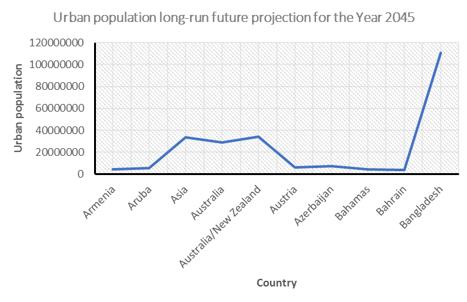 Urban population long-run future projection for the Year 2045
Urban population
120000000
100000000
80000000
60000000
40000000
20000000
0
Armenia
Aruba
Asia
Australia
Australia/New Zealand
Austria
Azerbaijan
Bahamas
Bahrain
Bangladesh
Country